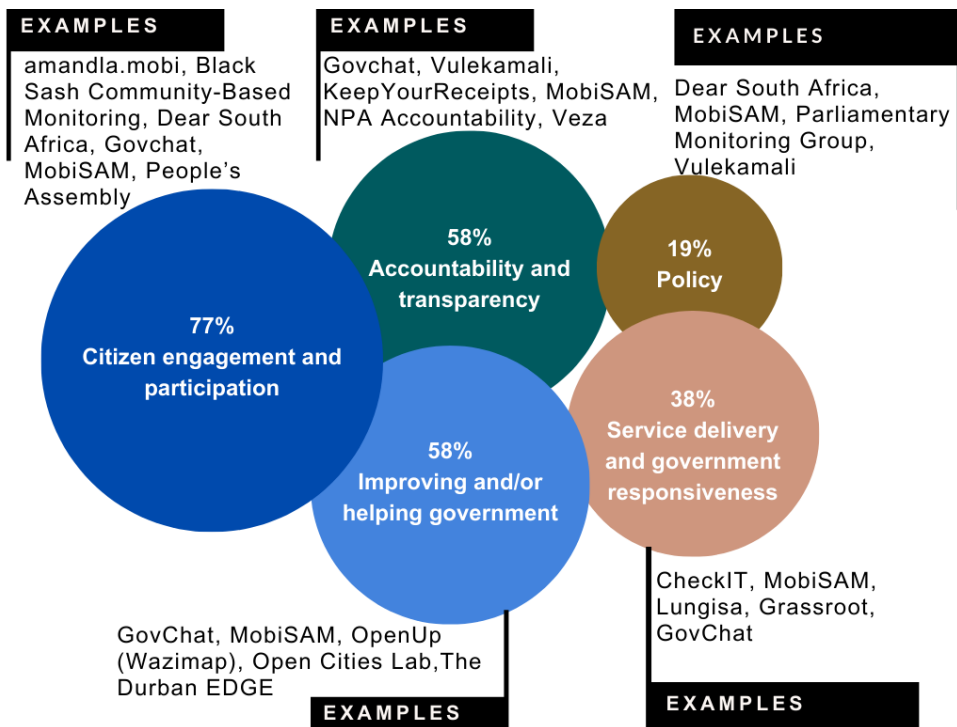 EXAMPLES
amandla.mobi, Black
Sash Community-Based
Monitoring, Dear South
Africa, Govchat,
MobiSAM, People's
Assembly
EXAMPLES
Govchat, Vulekamali,
KeepYourReceipts, MobiSAM,
NPA Accountability, Veza
EXAMPLES
Dear South Africa,
MobiSAM, Parliamentary
Monitoring Group,
Vulekamali
77%
Citizen engagement and
participation
58%
Accountability and
transparency
19%
Policy
58%
Improving and/or
helping government
38%
Service delivery
and government
responsiveness
GovChat, MobiSAM, OpenUp
(Wazimap), Open Cities Lab,The
Durban EDGE
EXAMPLES
CheckIT, MobiSAM,
Lungisa, Grassroot,
GovChat
EXAMPLES